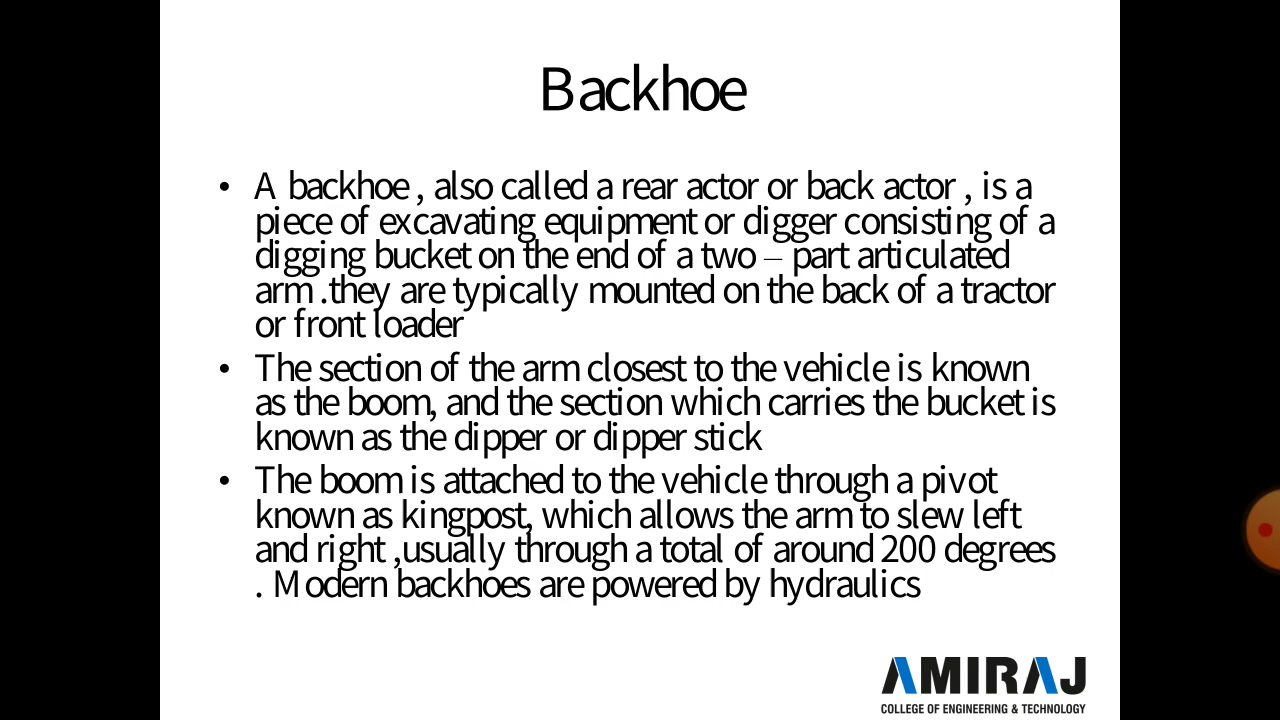 Backhoe
• A backhoe , also called a rear actor or back actor , is a
piece of excavating equipment or digger consisting of a
digging bucket on the end of a two – part articulated
arm .they are typically mounted on the back of a tractor
or front loader
• The section of the arm closest to the vehicle is known
as the boom, and the section which carries the bucket is
known as the dipper or dipper stick
• The boom is attached to the vehicle through a pivot
known as kingpost, which allows the arm to slew left
and right ,usually through a total of around 200 degrees
. Modern backhoes are powered by hydraulics
AMIRAJ
COLLEGE OF ENGINEERING & TECHNOLOGY